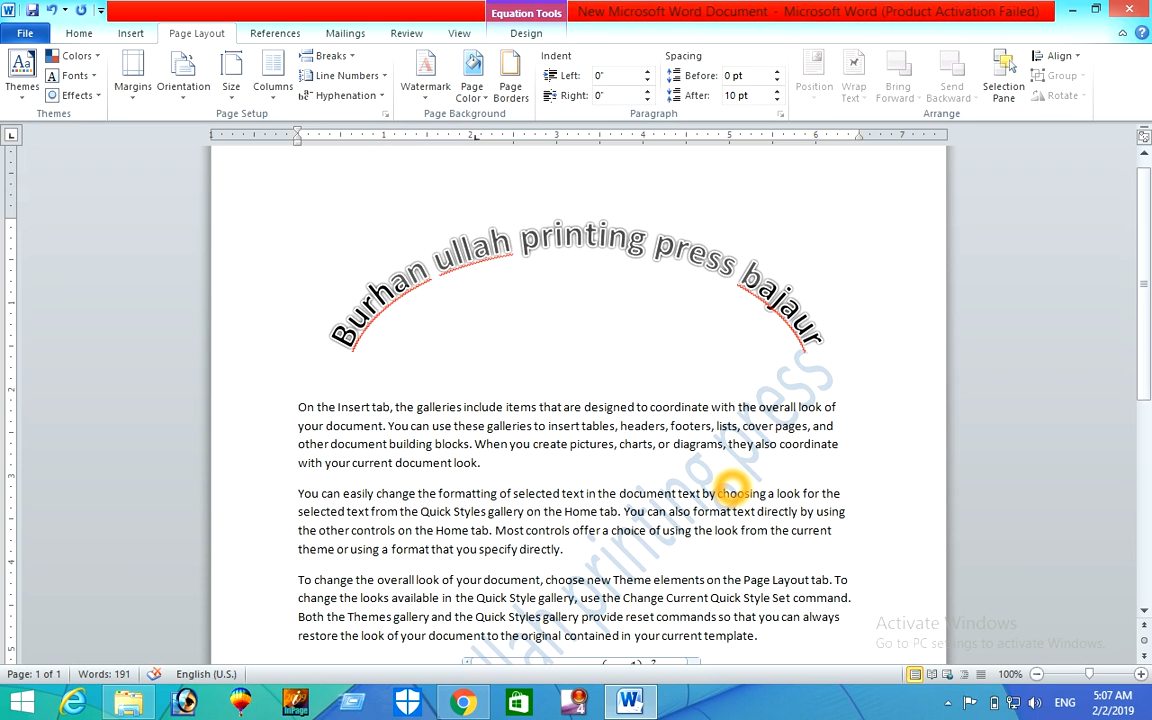 Equation Tools
New Microsoft Word Document - Microsoft Word (Product Activation Failed)
File Home Insert Page Layout References Mailings Review View Design
Themes
Colors
Fonts
Effects
Themes
Margins Orientation Size Columns
Breaks
Line Numbers
Hyphenation
Page Setup
Watermark Page Color Page Borders
Page Background
Indent
Left: 0"
Right: 0"
Spacing
Before: 0 pt
After: 10 pt
Paragraph
Position Wrap Text Bring Forward Send Backward Selection Pane
Align
Group
Rotate
Arrange
1 1 2 3 4 5 6 7
Burhan ullah printing press bajaur
On the Insert tab, the galleries include items that are designed to coordinate with the overall look of
your document. You can use these galleries to insert tables, headers, footers, lists, cover pages, and
other document building blocks. When you create pictures, charts, or diagrams, they also coordinate
with your current document look.
You can easily change the formatting of selected text in the document text by choosing a look for the
selected text from the Quick Styles gallery on the Home tab. You can also format text directly by using
the other controls on the Home tab. Most controls offer a choice of using the look from the current
theme or using a format that you specify directly.
To change the overall look of your document, choose new Theme elements on the Page Layout tab. To
change the looks available in the Quick Style gallery, use the Change Current Quick Style Set command.
Both the Themes gallery and the Quick Styles gallery provide reset commands so that you can always
restore the look of your document to the original contained in your current template.
ullah printing press
Activate Windows
Go to PC settings to activate Windows.
Page: 1 of 1 Words: 191 English (U.S.) 100%
InPage
4
ENG
5:07 AM
2/2/2019